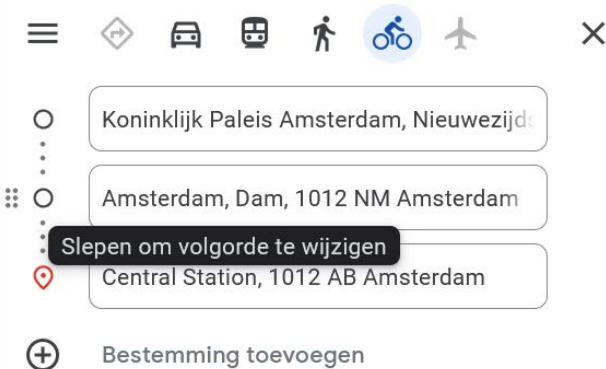 Koninklijk Paleis Amsterdam, Nieuwezijds
Amsterdam, Dam, 1012 NM Amsterdam
Slepen om volgorde te wijzigen
Central Station, 1012 AB Amsterdam
Bestemming toevoegen